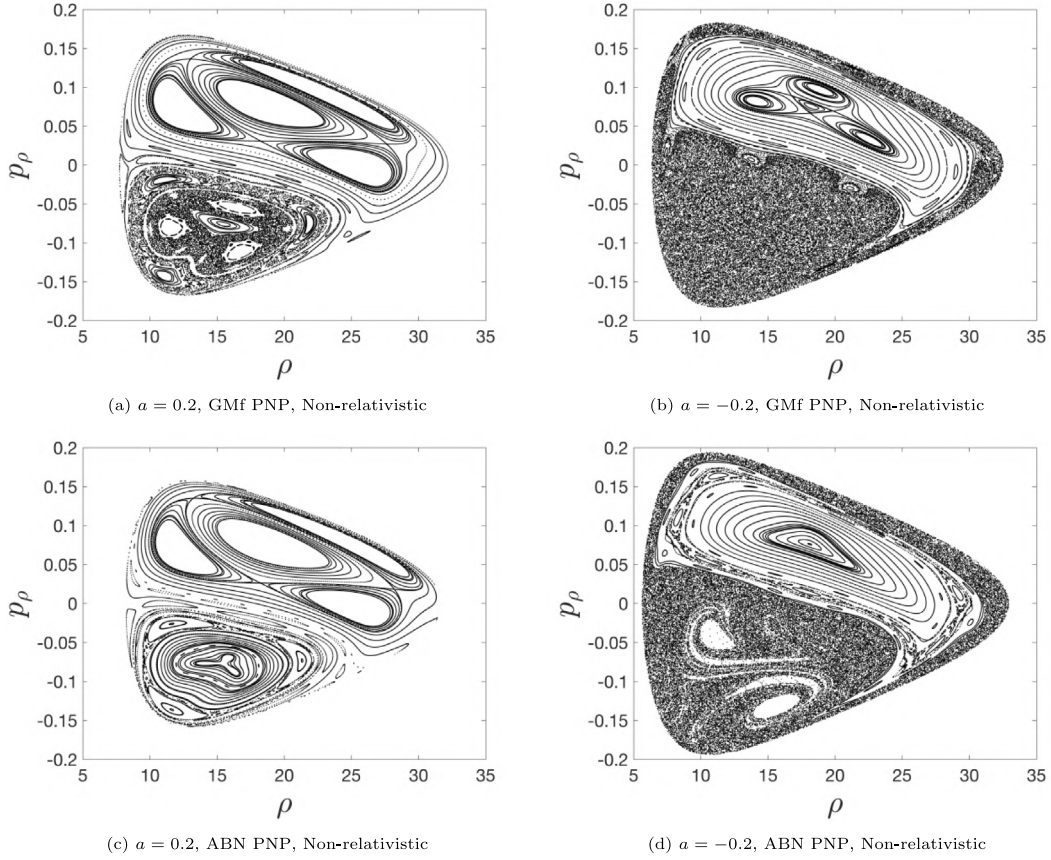 0.2
0.15
0.1
0.05
0
-0.05
-0.1
-0.15
-0.2
pρ
5 10 15 20 25 30 35
ρ
(a) a = 0.2, GMf PNP, Non-relativistic
0.2
0.15
0.1
0.05
0
-0.05
-0.1
-0.15
-0.2
pρ
5 10 15 20 25 30 35
ρ
(b) a = −0.2, GMf PNP, Non-relativistic
0.2
0.15
0.1
0.05
0
-0.05
-0.1
-0.15
-0.2
pρ
5 10 15 20 25 30 35
ρ
(c) a = 0.2, ABN PNP, Non-relativistic
0.2
0.15
0.1
0.05
0
-0.05
-0.1
-0.15
-0.2
pρ
5 10 15 20 25 30 35
ρ
(d) a = −0.2, ABN PNP, Non-relativistic